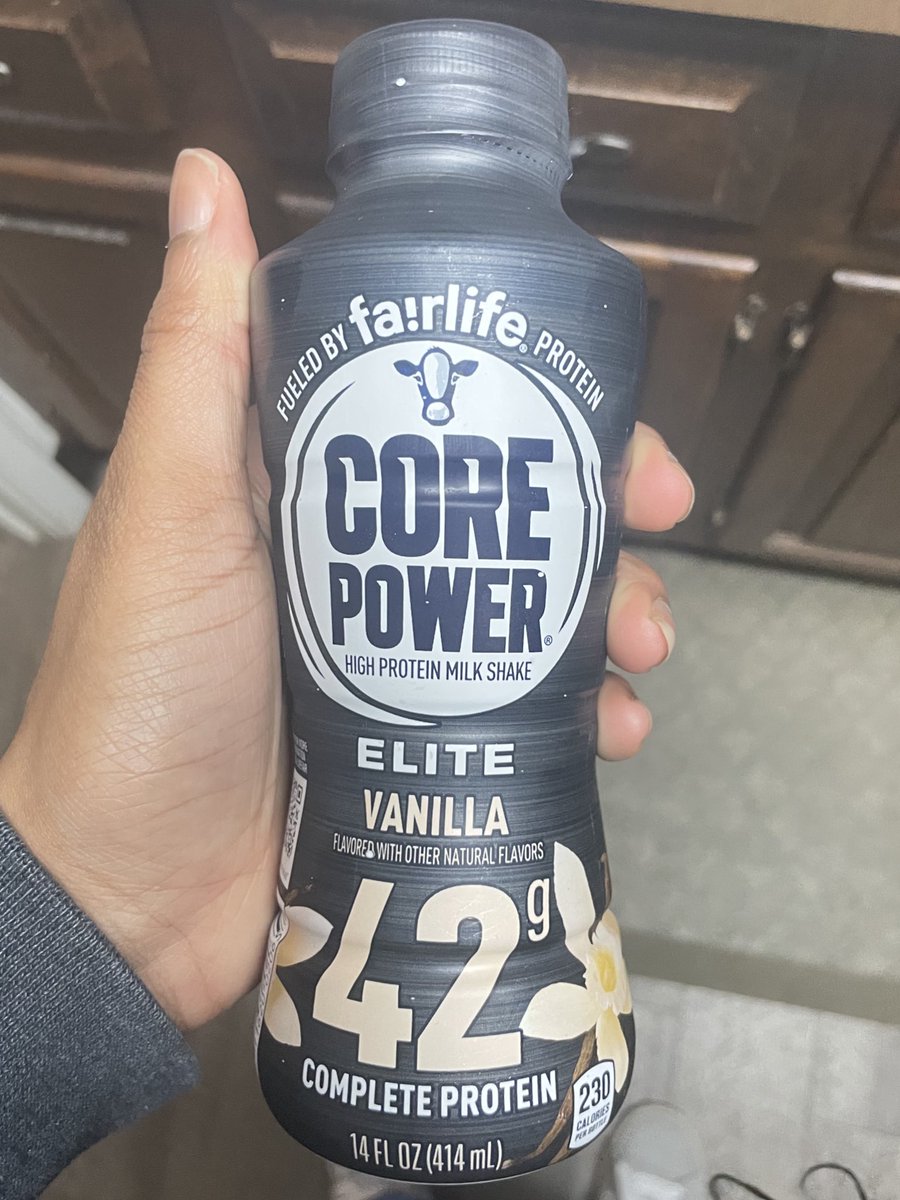 FUELED BY fa!rlife® PROTEIN
CORE
POWER®
HIGH PROTEIN MILK SHAKE
ELITE
VANILLA
FLAVORED WITH OTHER NATURAL FLAVORS
42g
COMPLETE PROTEIN
230
CALORIES
PER BOTTLE
14 FL OZ (414 mL)